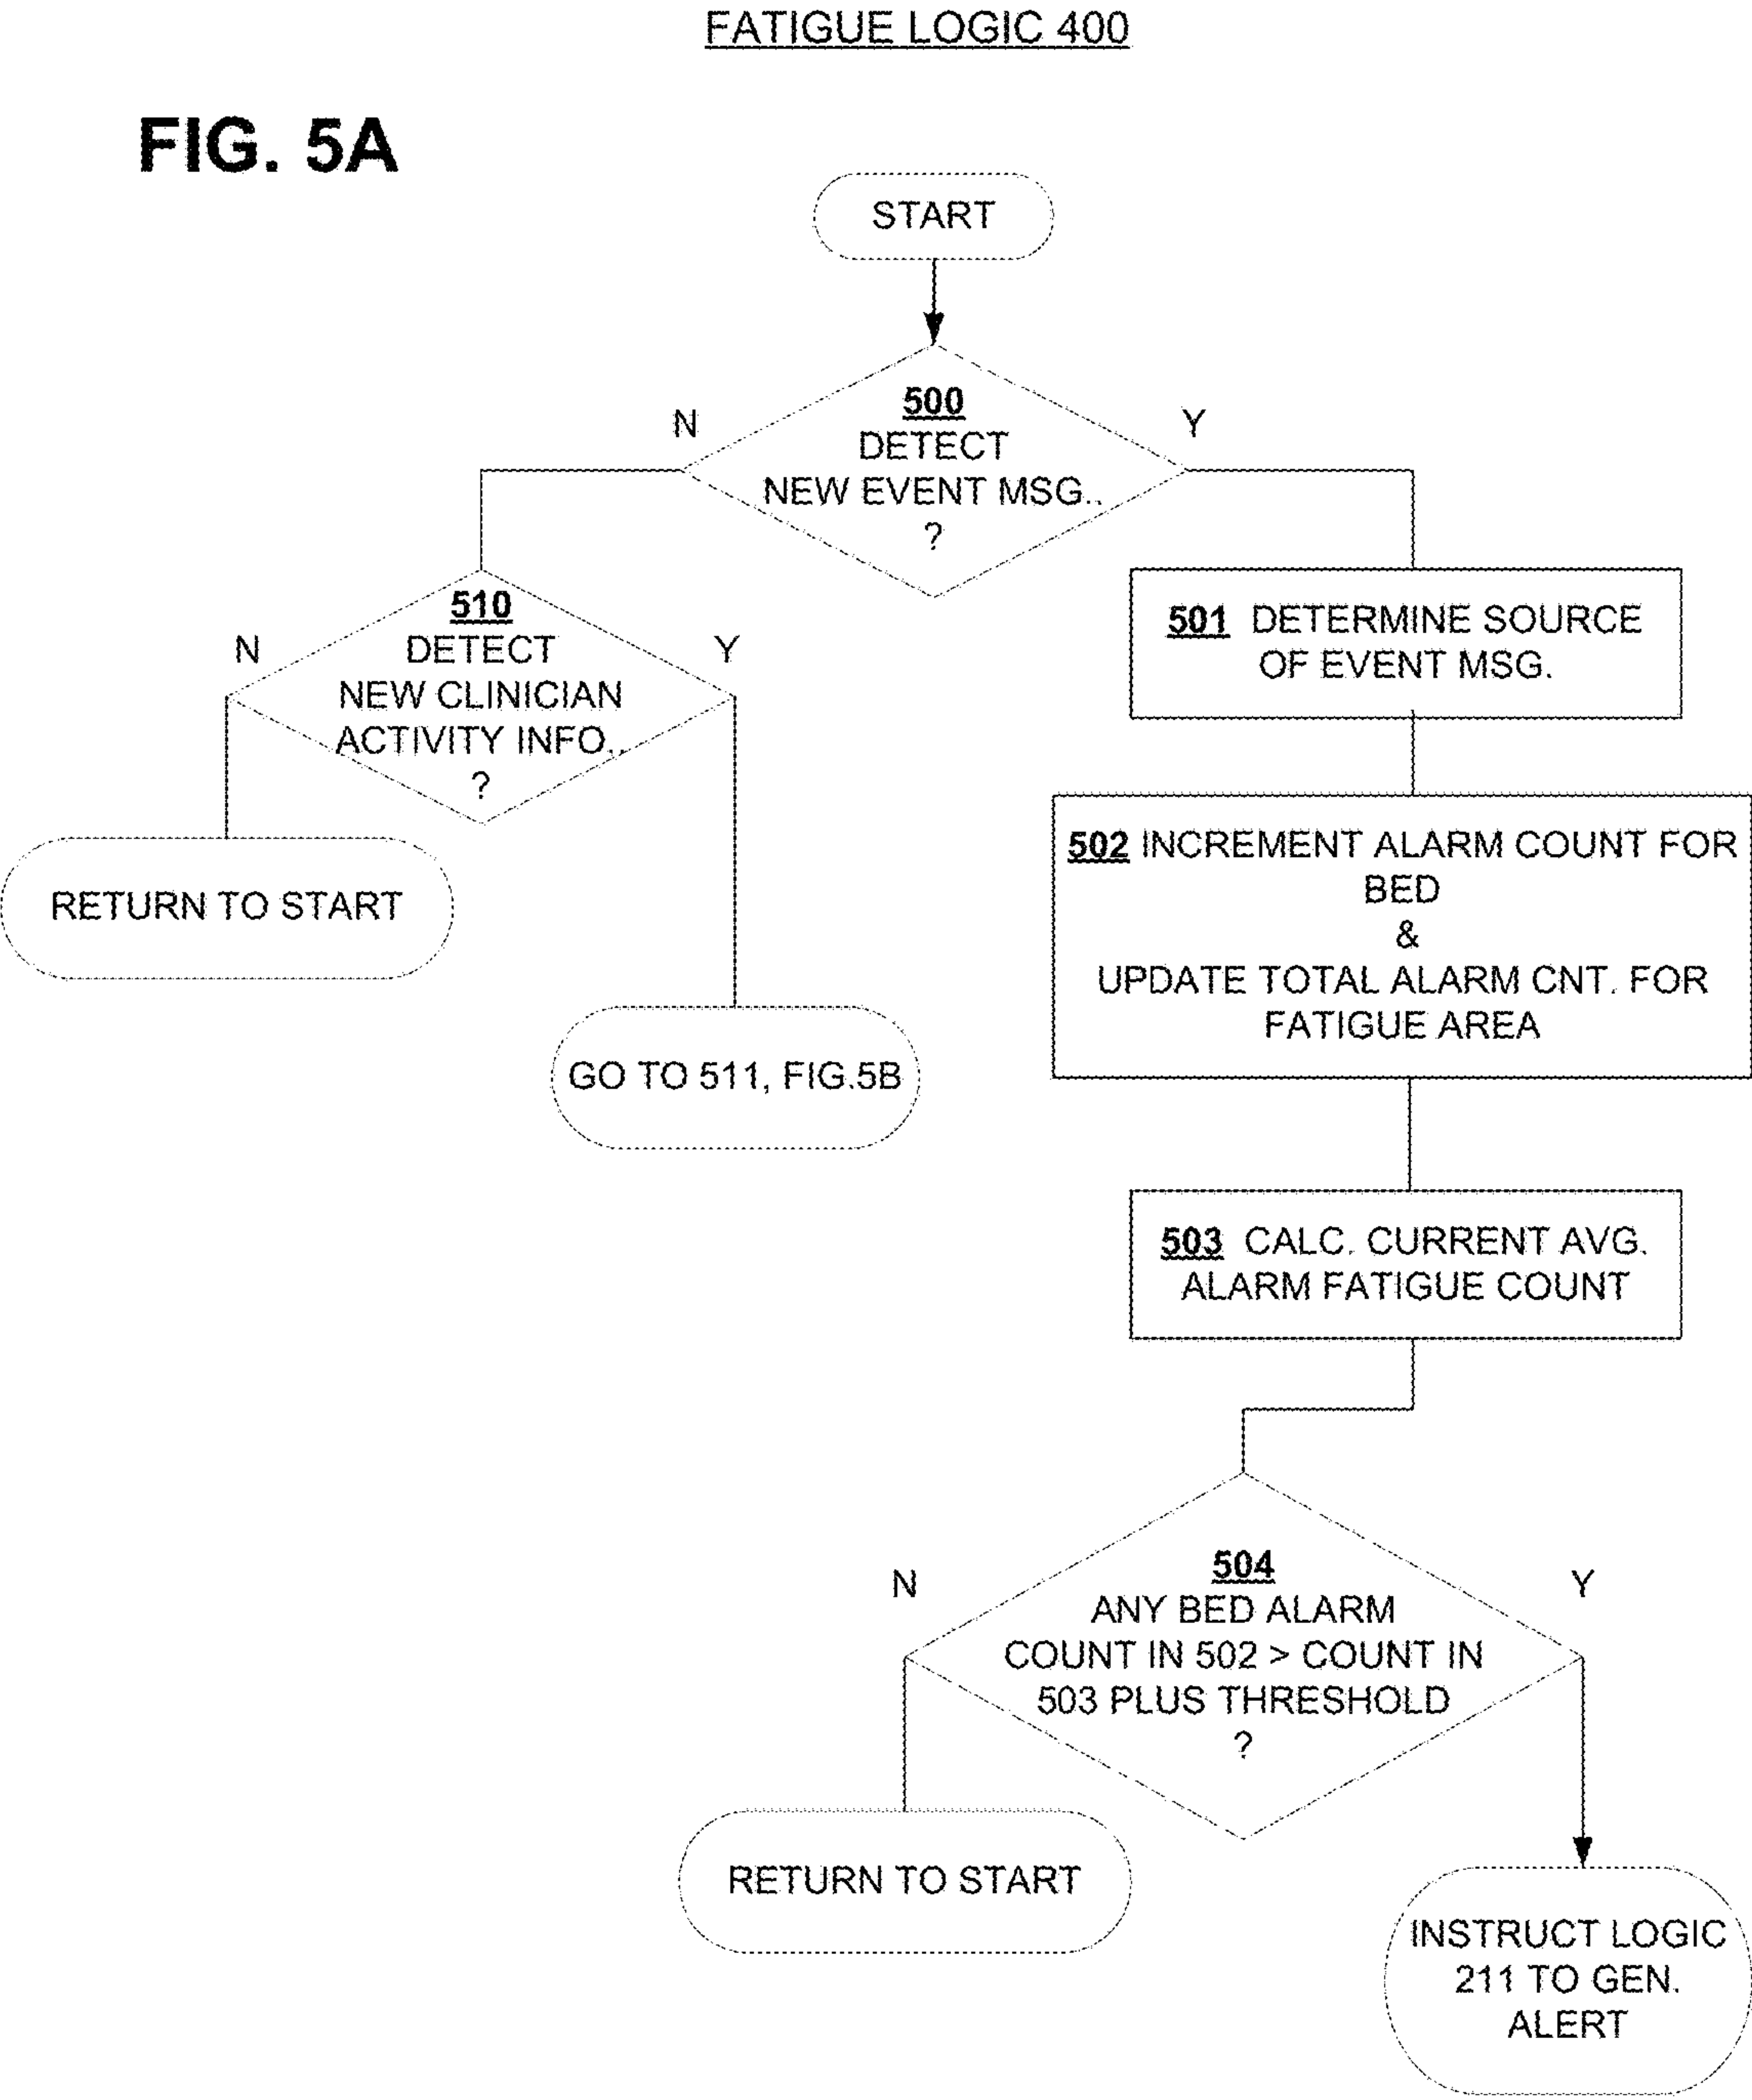 FATIGUE LOGIC 400
FIG. 5A
START
500
DETECT
NEW EVENT MSG..
?
N
Y
510
DETECT
NEW CLINICIAN
ACTIVITY INFO..
?
N
Y
RETURN TO START
GO TO 511, FIG.5B
501 DETERMINE SOURCE
OF EVENT MSG.
502 INCREMENT ALARM COUNT FOR
BED
&
UPDATE TOTAL ALARM CNT. FOR
FATIGUE AREA
503 CALC. CURRENT AVG.
ALARM FATIGUE COUNT
504
ANY BED ALARM
COUNT IN 502 > COUNT IN
503 PLUS THRESHOLD
?
N
Y
RETURN TO START
INSTRUCT LOGIC
211 TO GEN.
ALERT